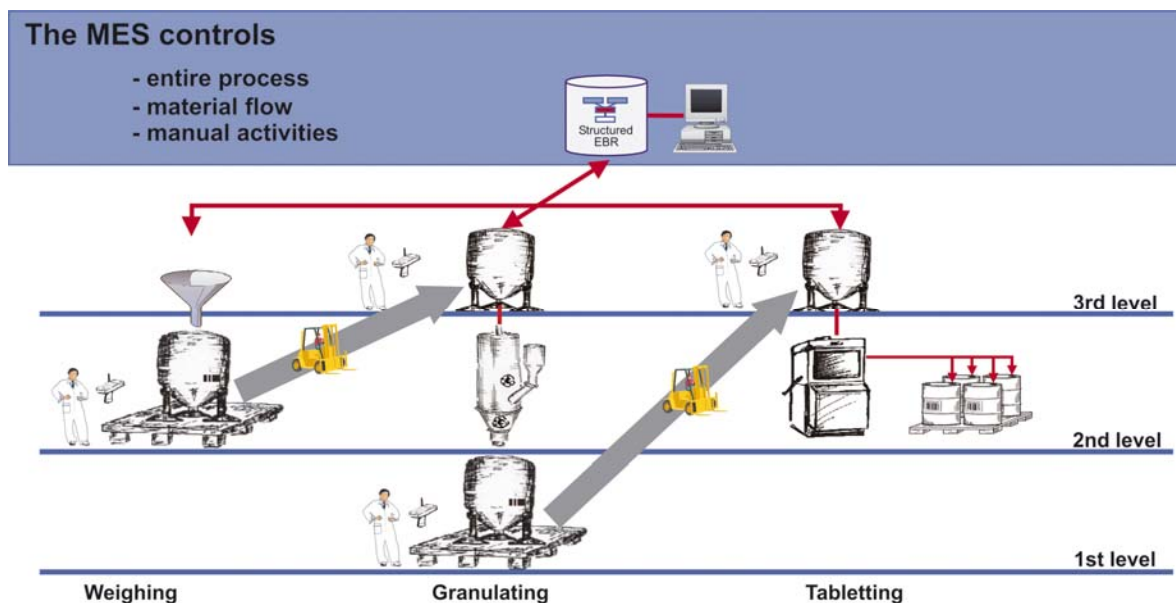 The MES controls
- entire process
- material flow
- manual activities
Structured
EBR
3rd level
2nd level
1st level
Weighing
Granulating
Tabletting